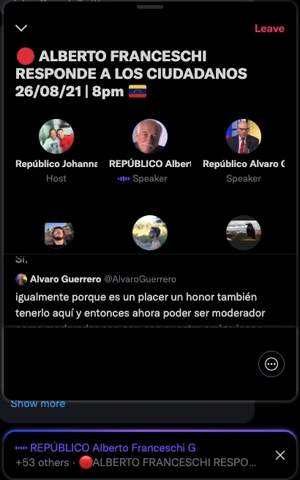 Leave
🔴 ALBERTO FRANCESCHI
RESPONDE A LOS CIUDADANOS
26/08/21 | 8pm 🇻🇪
Repúblico Johanna
REPÚBLICO Albert
Repúblico Alvaro G
Host
Speaker
Speaker
Si.
Alvaro Guerrero @AlvaroGuerrero
igualmente porque es un placer un honor también
tenerlo aquí y entonces ahora poder ser moderador
Show more
REPÚBLICO Alberto Franceschi G
+53 others · 🔴ALBERTO FRANCESCHI RESPO...